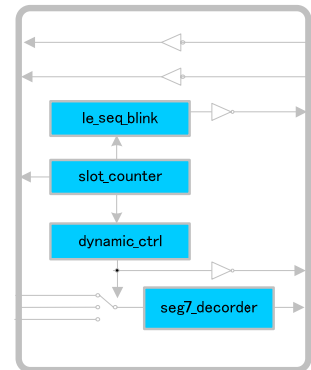 le_seq_blink
slot_counter
dynamic_ctrl
seg7_decorder